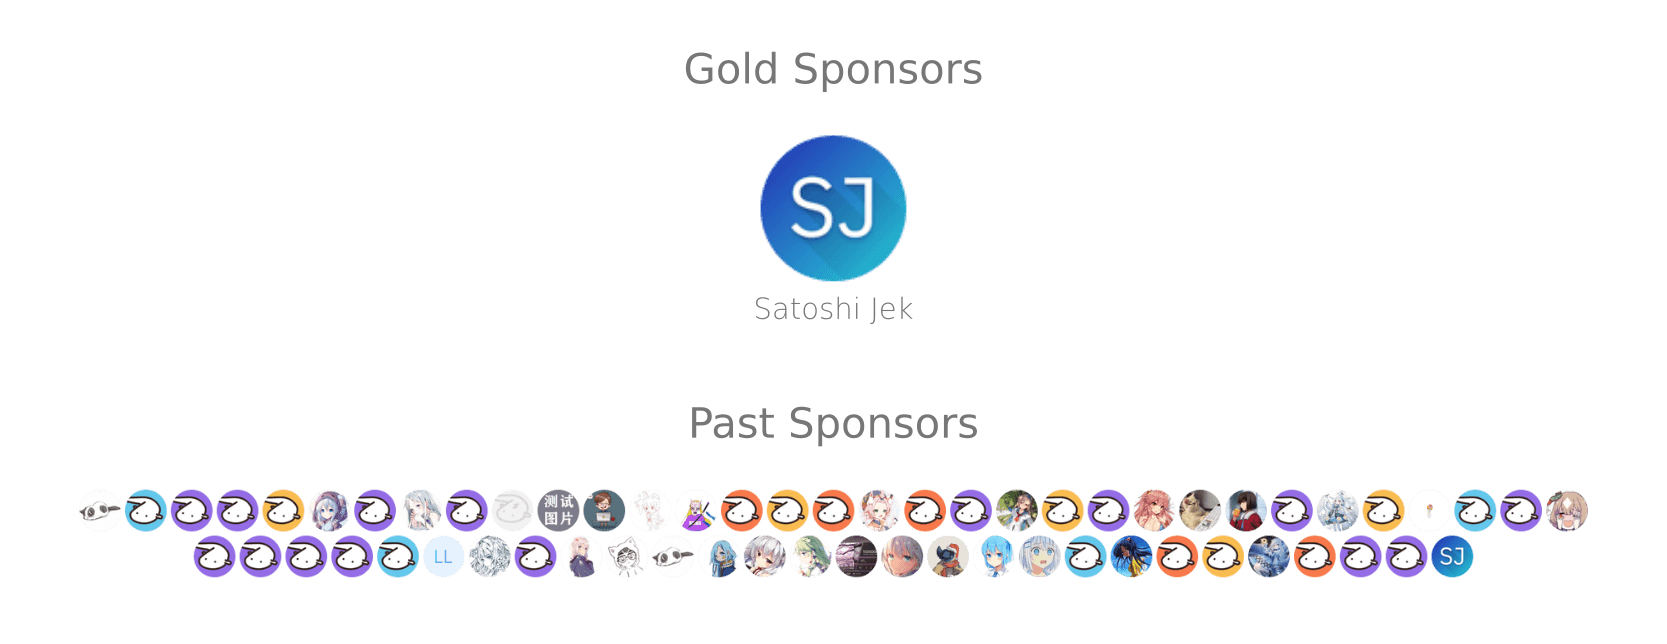 Gold Sponsors
SJ
Satoshi Jek
Past Sponsors
测试
图片
LL
SJ